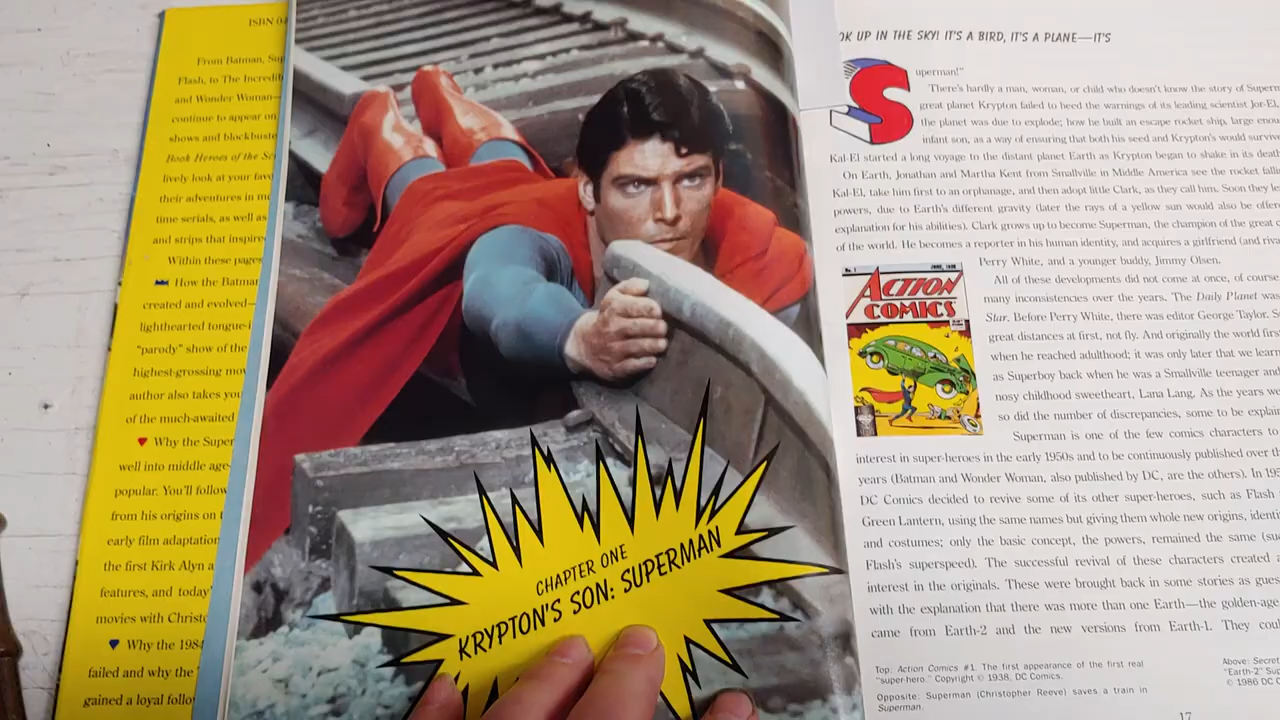 ISBN 0
From Batman, Sup
Flash, to The Incredib
and Wonder Woman—
continue to appear on
shows and blockbuste
Book Heroes of the Scr
lively look at your favo
their adventures in mo
time serials, as well as
and strips that inspire
Within these pages
How the Batman
created and evolved—
lighthearted tongue-i
"parody" show of the
highest-grossing mov
author also takes you
of the much-awaited
Why the Super
well into middle age
popular. You'll follow
from his origins on t
early film adaptation
the first Kirk Alyn a
features, and today'
movies with Christo
Why the 1984
failed and why the
gained a loyal follo
CHAPTER ONE
KRYPTON'S SON: SUPERMAN
OK UP IN THE SKY! IT'S A BIRD, IT'S A PLANE—IT'S
Superman!"
There's hardly a man, woman, or child who doesn't know the story of Superm
great planet Krypton failed to heed the warnings of its leading scientist Jor-El
the planet was due to explode; how he built an escape rocket ship, large enou
infant son, as a way of ensuring that both his seed and Krypton's would surviv
Kal-El started a long voyage to the distant planet Earth as Krypton began to shake in its death
On Earth, Jonathan and Martha Kent from Smallville in Middle America see the rocket falli
Kal-El, take him first to an orphanage, and then adopt little Clark, as they call him. Soon they le
powers, due to Earth's different gravity (later the rays of a yellow sun would also be offere
explanation for his abilities). Clark grows up to become Superman, the champion of the great c
of the world. He becomes a reporter in his human identity, and acquires a girlfriend (and riva
Perry White, and a younger buddy, Jimmy Olsen.
All of these developments did not come at once, of course
many inconsistencies over the years. The Daily Planet was
Star. Before Perry White, there was editor George Taylor. S
great distances at first, not fly. And originally the world firs
when he reached adulthood; it was only later that we learn
as Superboy back when he was a Smallville teenager and
nosy childhood sweetheart, Lana Lang. As the years w
so did the number of discrepancies, some to be explai
Superman is one of the few comics characters to
interest in super-heroes in the early 1950s and to be continuously published over th
years (Batman and Wonder Woman, also published by DC, are the others). In 195
DC Comics decided to revive some of its other super-heroes, such as Flash
Green Lantern, using the same names but giving them whole new origins, identi
and costumes; only the basic concept, the powers, remained the same (su
Flash's superspeed). The successful revival of these characters created
interest in the originals. These were brought back in some stories as gues
with the explanation that there was more than one Earth—the golden-age
came from Earth-2 and the new versions from Earth-1. They coul
No. 1
JUNE, 1938
ACTION
COMICS
Top: Action Comics #1. The first appearance of the first real
"super-hero." Copyright © 1938, DC Comics.
Opposite: Superman (Christopher Reeve) saves a train in
Superman.
Above: Secret
"Earth-2" Sup
© 1986 DC C
17